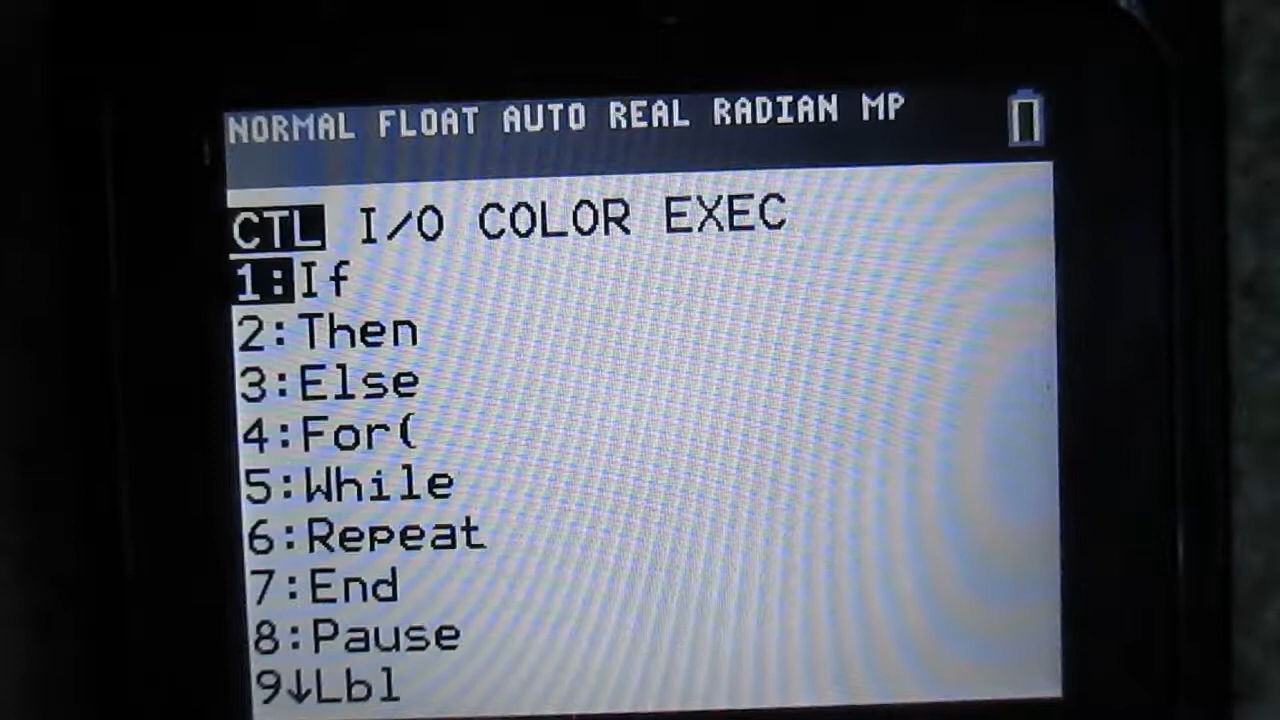 NORMAL FLOAT AUTO REAL RADIAN MP
CTL I/O COLOR EXEC
1:If
2:Then
3:Else
4:For(
5:While
6:Repeat
7:End
8:Pause
9↓Lbl